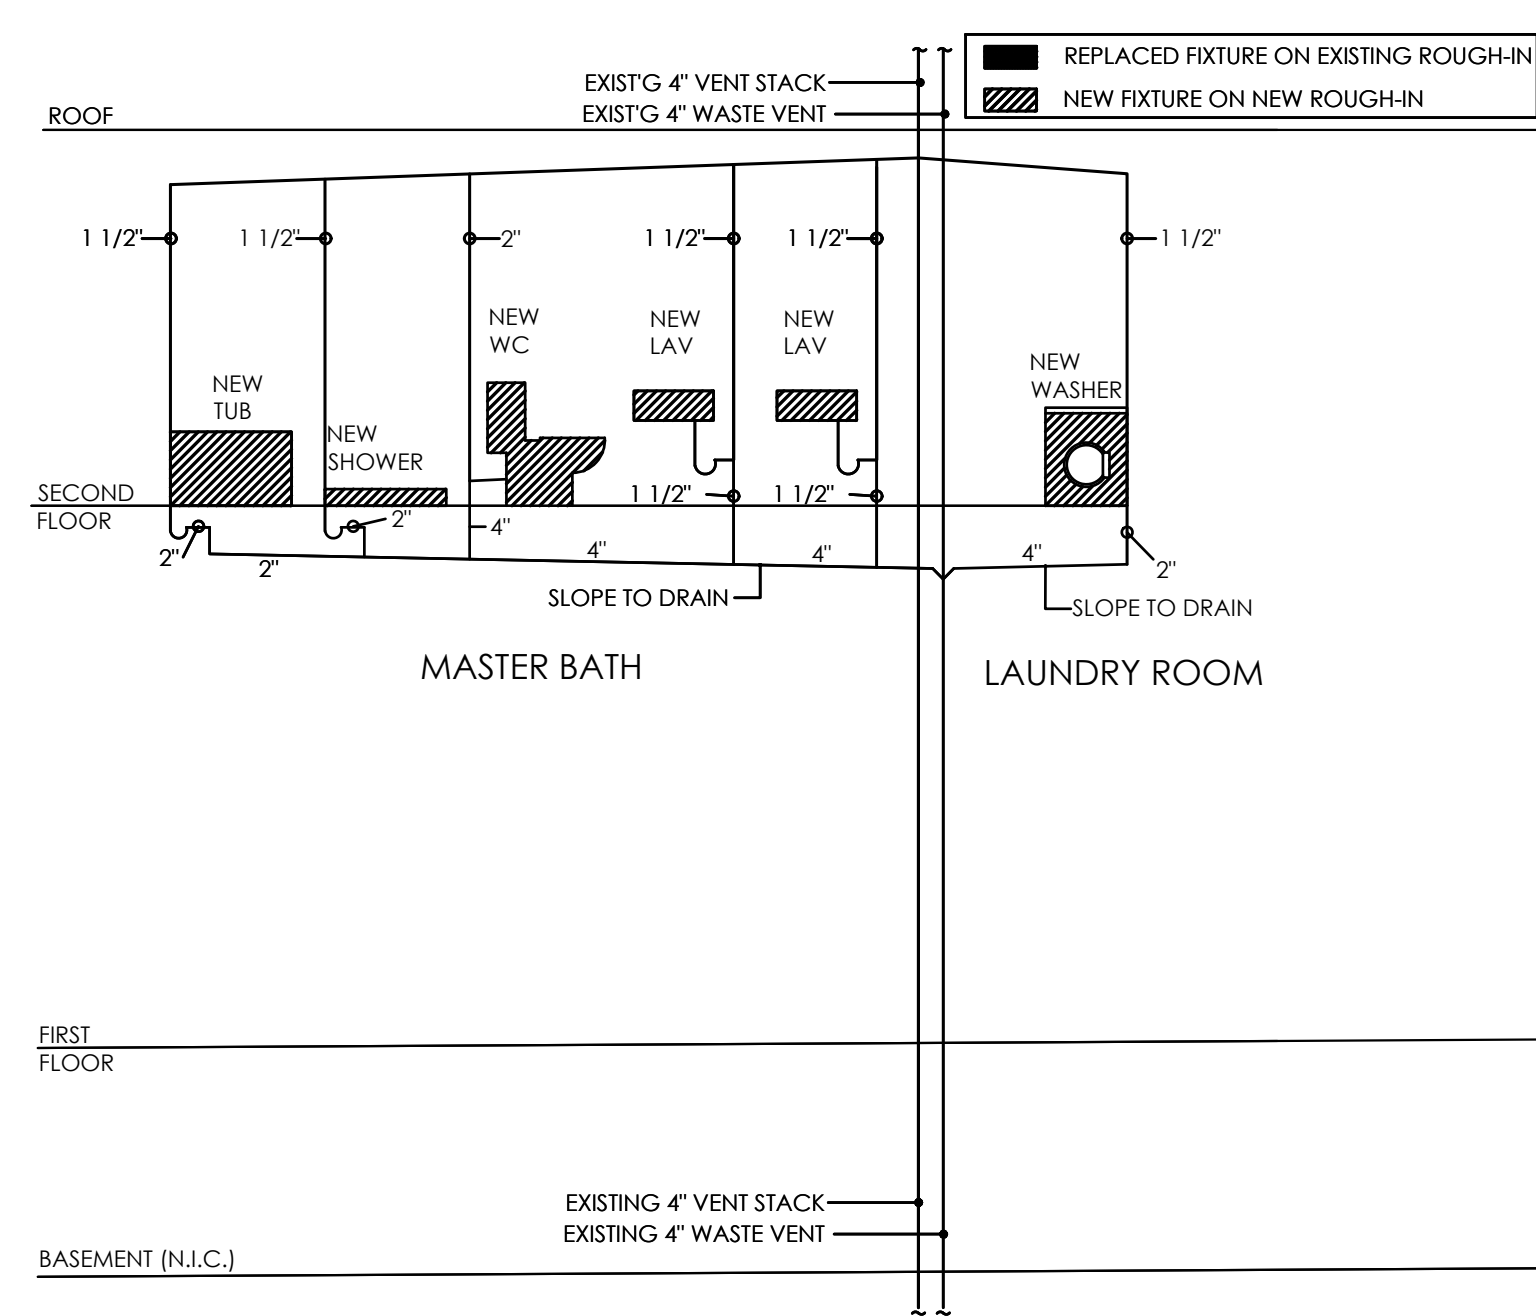 REPLACED FIXTURE ON EXISTING ROUGH-IN
NEW FIXTURE ON NEW ROUGH-IN
EXIST'G 4" VENT STACK
EXIST'G 4" WASTE VENT
ROOF
1 1/2"
1 1/2"
2"
1 1/2"
1 1/2"
1 1/2"
NEW
TUB
NEW
SHOWER
NEW
WC
NEW
LAV
NEW
LAV
NEW
WASHER
1 1/2"
1 1/2"
SECOND
FLOOR
2"
2"
2"
4"
4"
4"
4"
2"
SLOPE TO DRAIN
SLOPE TO DRAIN
MASTER BATH
LAUNDRY ROOM
FIRST
FLOOR
EXISTING 4" VENT STACK
EXISTING 4" WASTE VENT
BASEMENT (N.I.C.)